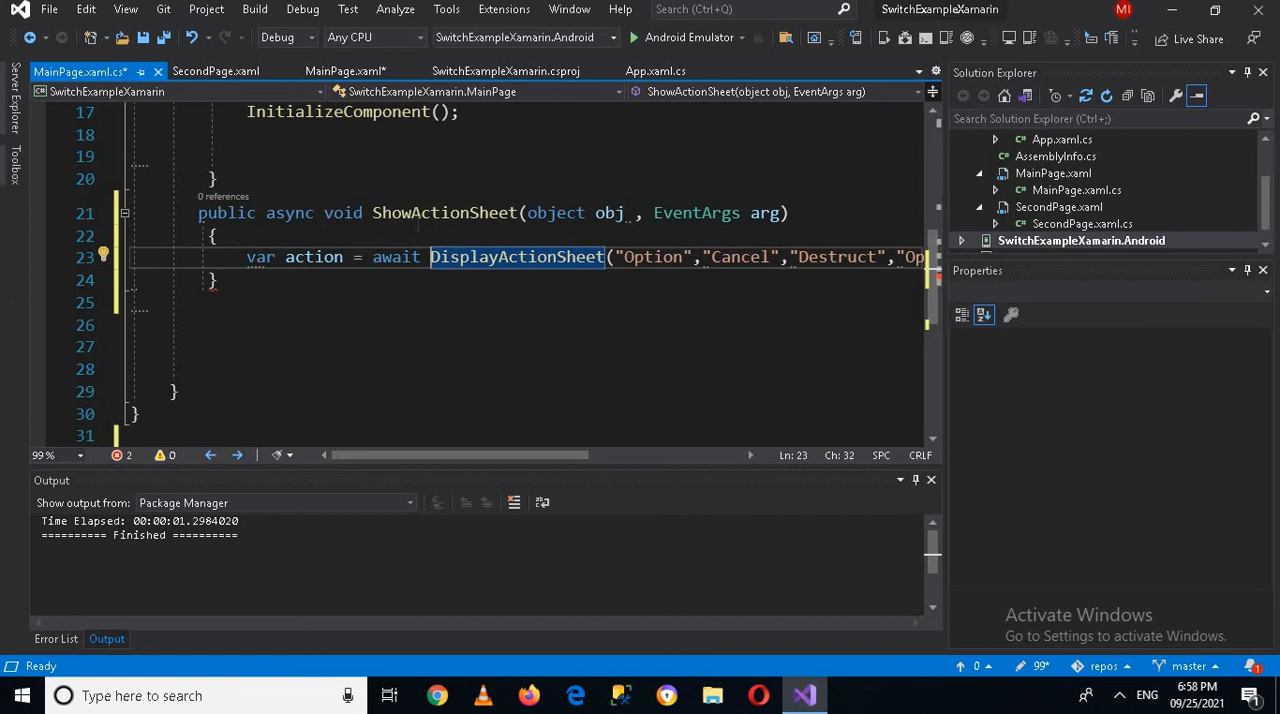 File Edit View Git Project Build Debug Test Analyze Tools Extensions Window Help Search (Ctrl+Q) SwitchExampleXamarin MI
Debug Any CPU SwitchExampleXamarin.Android Android Emulator Live Share
MainPage.xaml.cs* SecondPage.xaml MainPage.xaml* SwitchExampleXamarin.csproj App.xaml.cs
SwitchExampleXamarin SwitchExampleXamarin.MainPage ShowActionSheet(object obj, EventArgs arg)
17 InitializeComponent();
18
19
20 }
0 references
21 public async void ShowActionSheet(object obj , EventArgs arg)
22 {
23 var action = await DisplayActionSheet("Option","Cancel","Destruct","Op
24 }
25
26
27
28
29 }
30 }
31
99 % 2 0 Ln: 23 Ch: 32 SPC CRLF
Output
Show output from: Package Manager
Time Elapsed: 00:00:01.2984020
========== Finished ==========
Error List Output
Server Explorer
Toolbox
Solution Explorer
Search Solution Explorer (Ctrl+;)
App.xaml.cs
AssemblyInfo.cs
MainPage.xaml
MainPage.xaml.cs
SecondPage.xaml
SecondPage.xaml.cs
SwitchExampleXamarin.Android
Properties
Activate Windows
Go to Settings to activate Windows.
Ready 0 99* repos master 1
Type here to search ENG 6:58 PM
09/25/2021 1